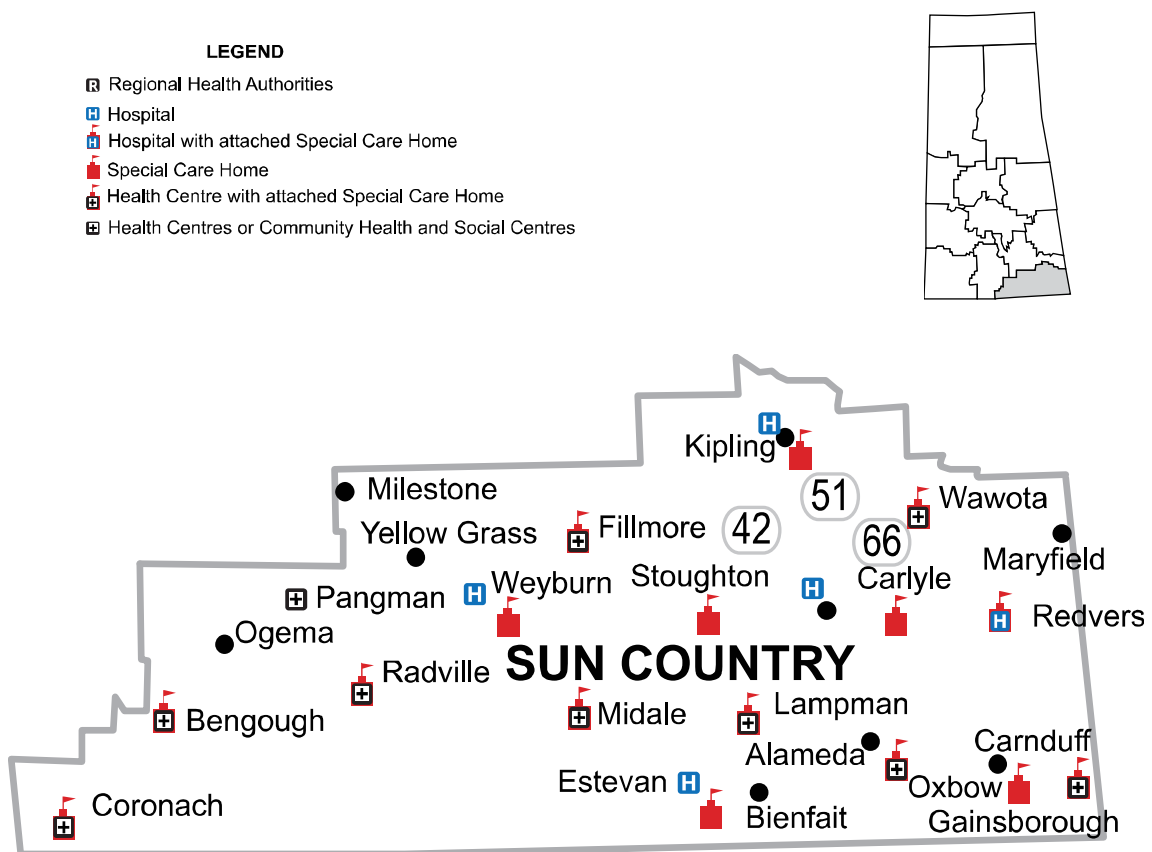 LEGEND
R Regional Health Authorities
H Hospital
H Hospital with attached Special Care Home
Special Care Home
Health Centre with attached Special Care Home
Health Centres or Community Health and Social Centres
H
Kipling
51
Milestone
Wawota
42
Fillmore
Yellow Grass
66
Maryfield
Stoughton
Carlyle
H Weyburn
H
Pangman
H Redvers
Ogema
SUN COUNTRY
Radville
Lampman
Midale
Bengough
Carnduff
Alameda
Estevan H
Oxbow
Coronach
Bienfait
Gainsborough